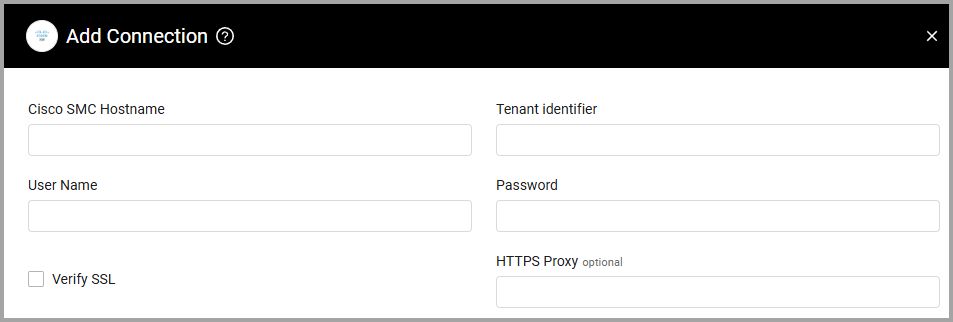 Add Connection ?
Cisco SMC Hostname
Tenant identifier
User Name
Password
Verify SSL
HTTPS Proxy optional